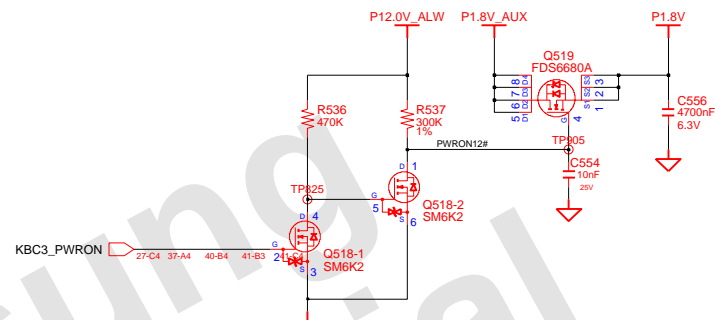 P12.0V_ALW
P1.8V_AUX
P1.8V
Q519
FDS6680A
8 D4
7 D3
6 D2
5 D1
S3 3
S2 2
S1 1
G 4
R536
470K
R537
300K
1%
C556
4700nF
6.3V
PWRON12#
TP905
C554
10nF
25V
D 1
TP825
G
5
S 6
Q518-2
SM6K2
D 4
KBC3_PWRON
27-C4 37-A4 40-B4 41-B3 41-C4
G
2
S 3
Q518-1
SM6K2